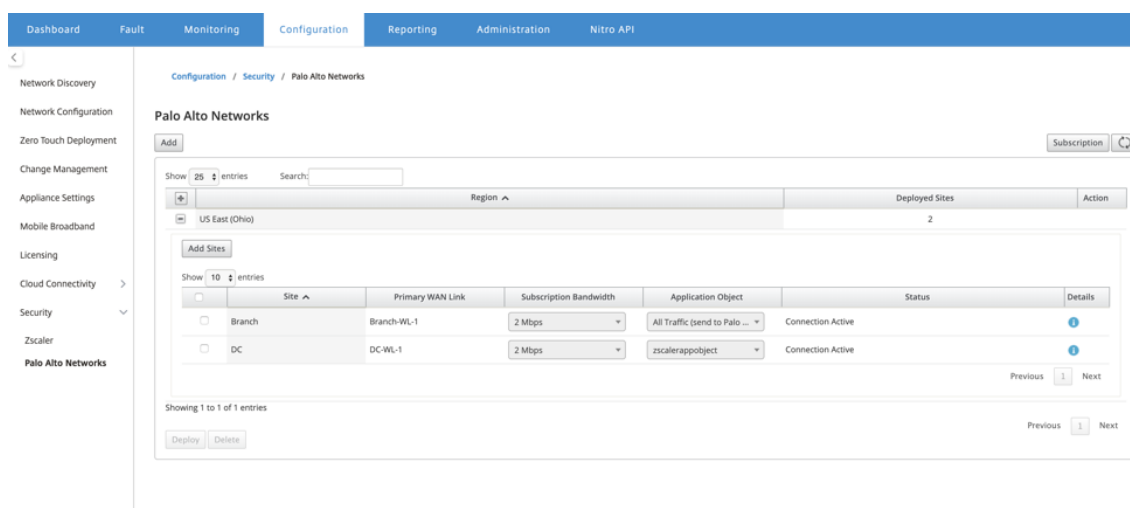 Dashboard Fault Monitoring Configuration Reporting Administration Nitro API
Configuration / Security / Palo Alto Networks
Network Discovery
Network Configuration
Zero Touch Deployment
Change Management
Appliance Settings
Mobile Broadband
Licensing
Cloud Connectivity
Security
Zscaler
Palo Alto Networks
Palo Alto Networks
Add Subscription
Show 25 entries Search:
Region Deployed Sites Action
US East (Ohio) 2
Add Sites
Show 10 entries
Site Primary WAN Link Subscription Bandwidth Application Object Status Details
Branch Branch-WL-1 2 Mbps All Traffic (send to Palo ... Connection Active
DC DC-WL-1 2 Mbps zscalerappobject Connection Active
Previous 1 Next
Showing 1 to 1 of 1 entries
Previous 1 Next
Deploy Delete